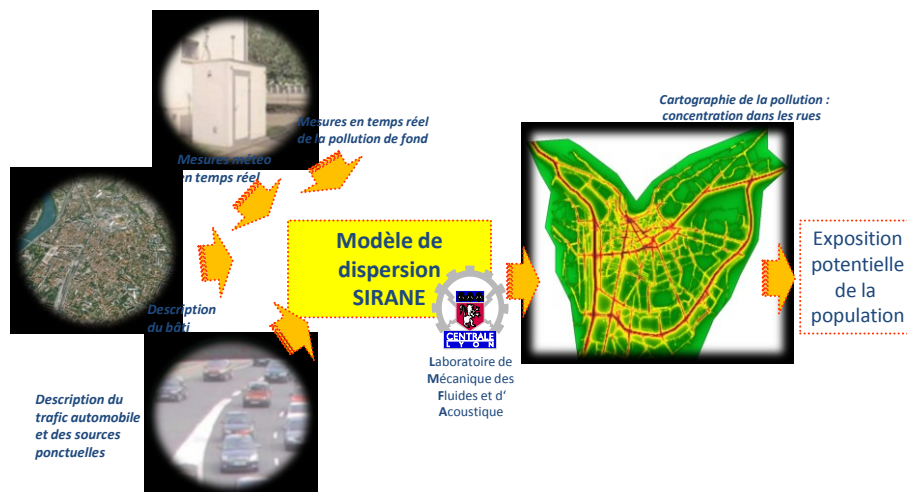 Cartographie de la pollution :
concentration dans les rues
Mesures en temps réel
de la pollution de fond
Mesures météo
en temps réel
Modèle de
dispersion
SIRANE
Exposition
potentielle
de la
population
Description
du bâti
CENTRALE
LYON
Laboratoire de
Mécanique des
Fluides et d'
Acoustique
Description du
trafic automobile
et des sources
ponctuelles